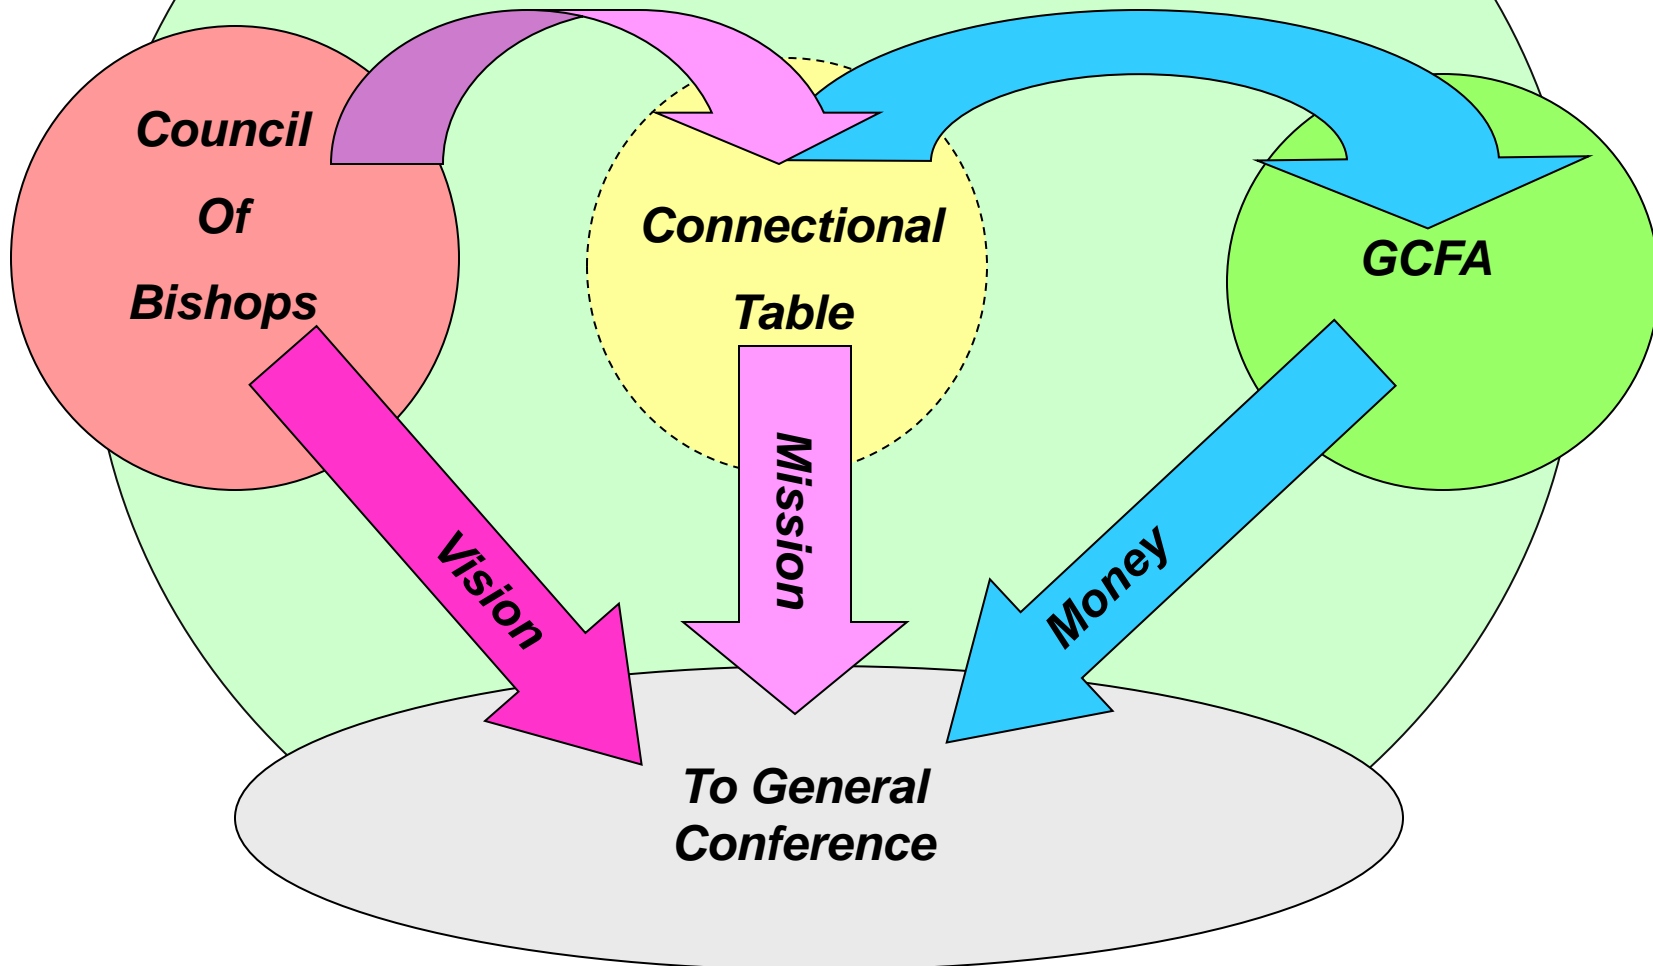 Council
Of
Bishops
Connectional
Table
GCFA
Vision
Mission
Money
To General
Conference